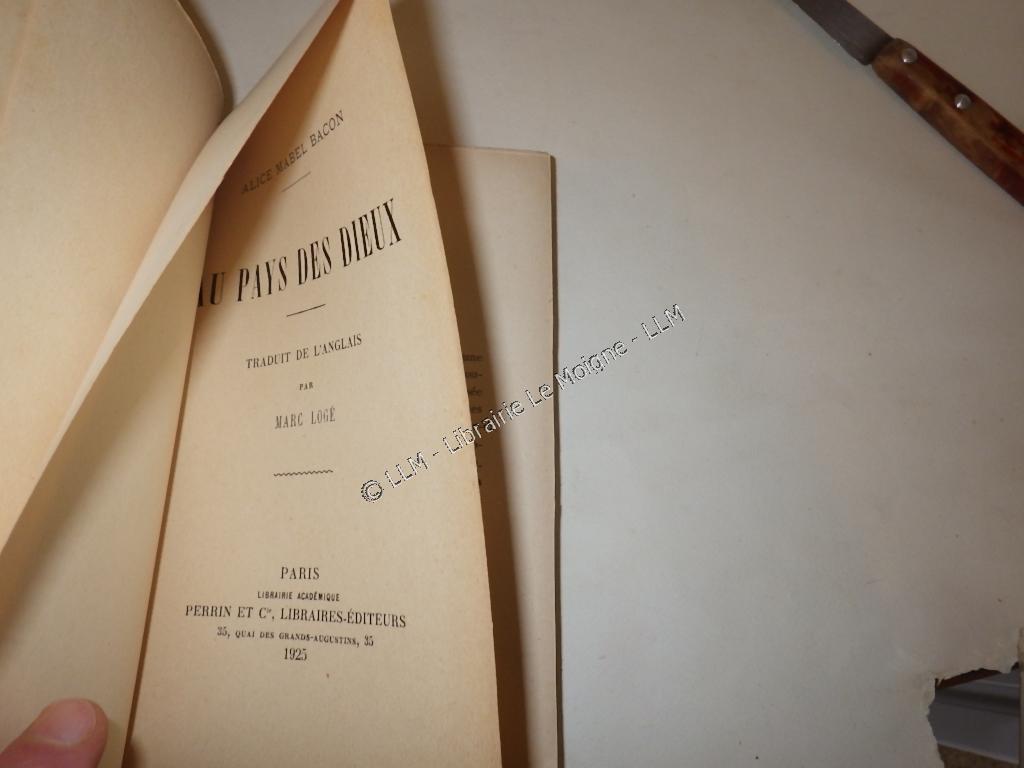 ALICE MABEL BACON
AU PAYS DES DIEUX
TRADUIT DE L'ANGLAIS
PAR
MARC LOGÉ
PARIS
LIBRAIRIE ACADÉMIQUE
PERRIN ET Cie, LIBRAIRES-ÉDITEURS
35, QUAI DES GRANDS-AUGUSTINS, 35
1925
© LLM - Librairie Le Moigne - LLM